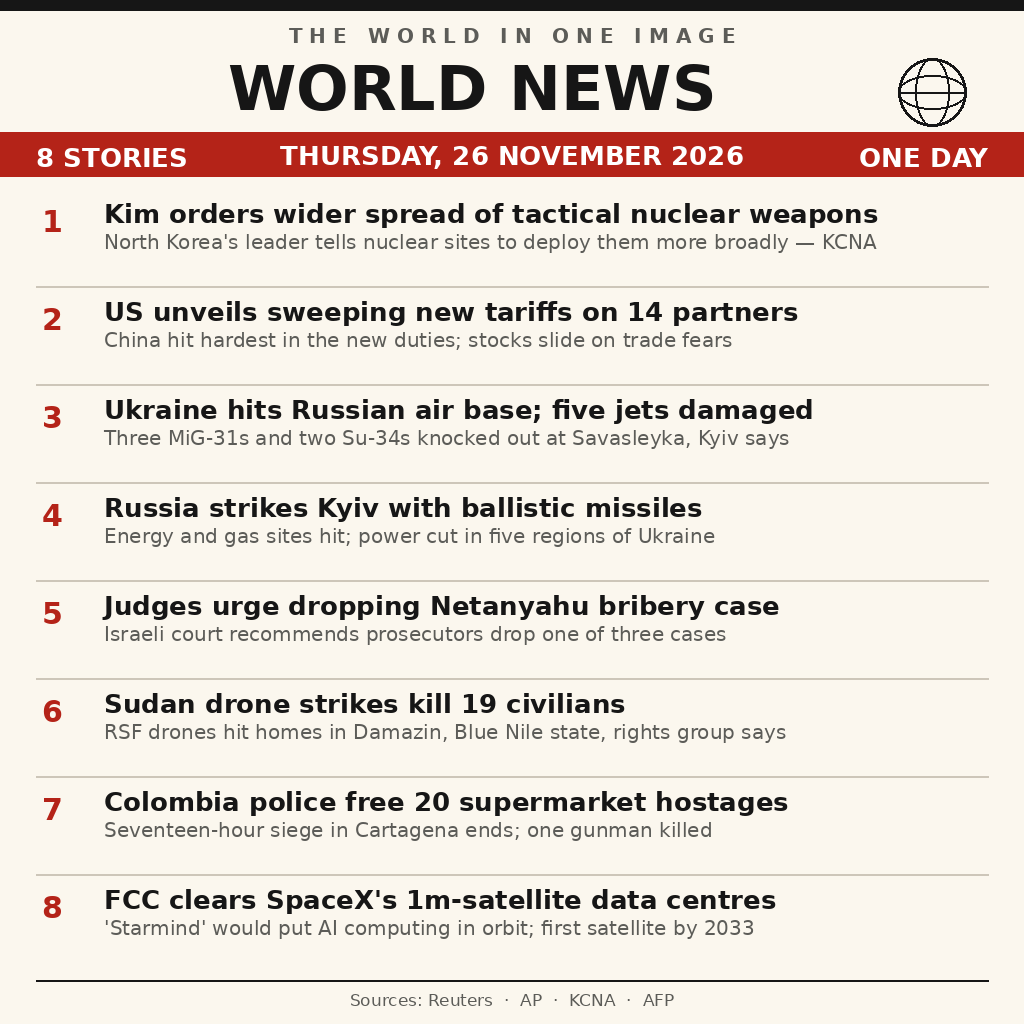 THE WORLD IN ONE IMAGE
WORLD NEWS
8 STORIES THURSDAY, 26 NOVEMBER 2026 ONE DAY
1 Kim orders wider spread of tactical nuclear weapons
North Korea's leader tells nuclear sites to deploy them more broadly — KCNA
2 US unveils sweeping new tariffs on 14 partners
China hit hardest in the new duties; stocks slide on trade fears
3 Ukraine hits Russian air base; five jets damaged
Three MiG-31s and two Su-34s knocked out at Savasleyka, Kyiv says
4 Russia strikes Kyiv with ballistic missiles
Energy and gas sites hit; power cut in five regions of Ukraine
5 Judges urge dropping Netanyahu bribery case
Israeli court recommends prosecutors drop one of three cases
6 Sudan drone strikes kill 19 civilians
RSF drones hit homes in Damazin, Blue Nile state, rights group says
7 Colombia police free 20 supermarket hostages
Seventeen-hour siege in Cartagena ends; one gunman killed
8 FCC clears SpaceX's 1m-satellite data centres
'Starmind' would put AI computing in orbit; first satellite by 2033
Sources: Reuters · AP · KCNA · AFP